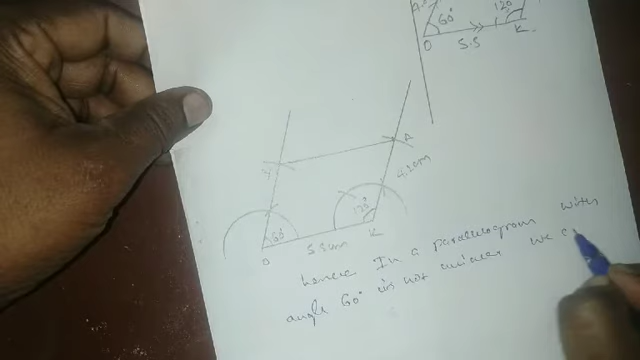 A
60°
120
O
5.5
K
Y
A
4.2cm
60°
120°
O
5.5cm
K
hence In a parallelogram with
angle 60° is not unique we